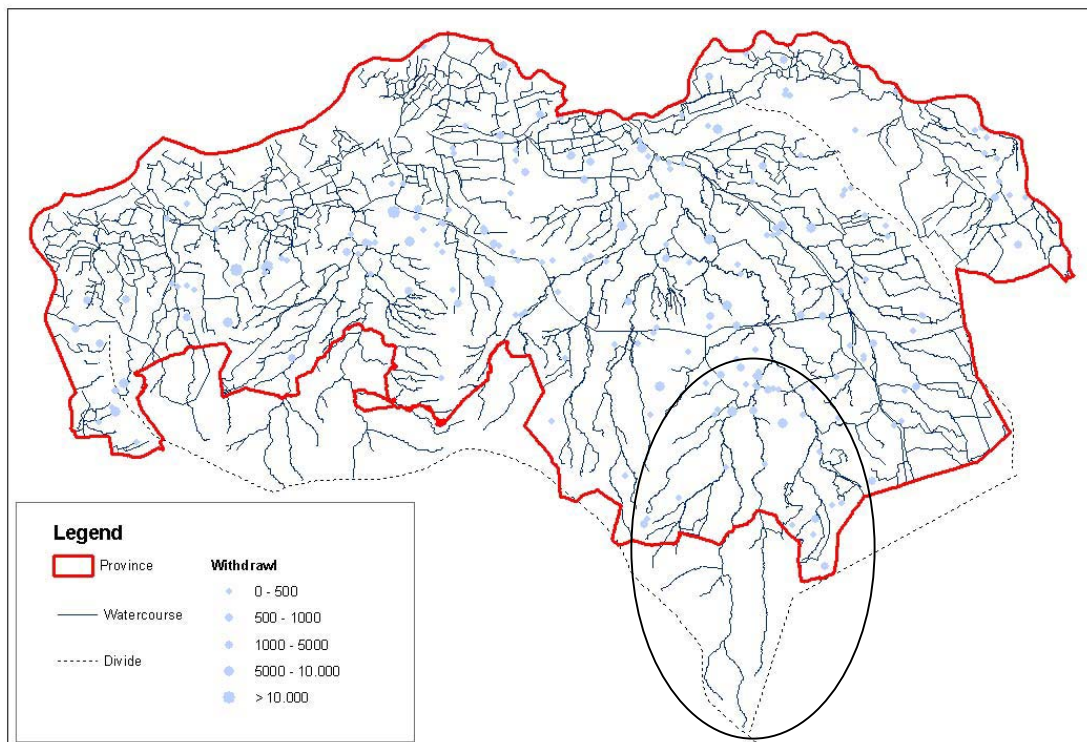 Legend
Province
Watercourse
Divide
Withdrawl
0 - 500
500 - 1000
1000 - 5000
5000 - 10.000
> 10.000